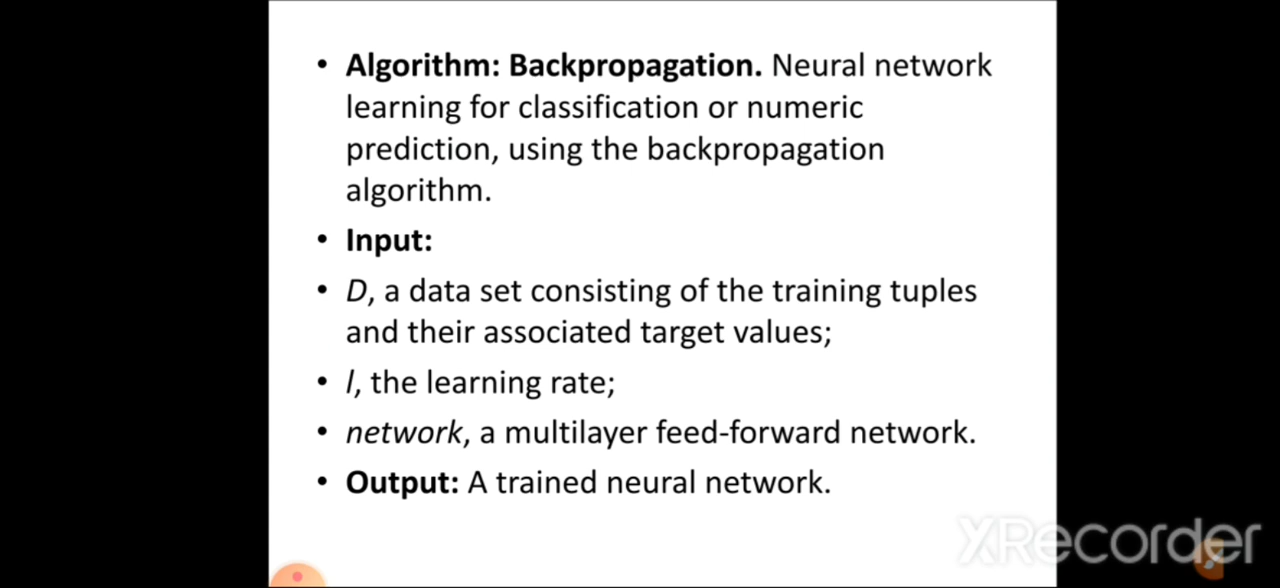 • Algorithm: Backpropagation. Neural network
learning for classification or numeric
prediction, using the backpropagation
algorithm.
• Input:
• D, a data set consisting of the training tuples
and their associated target values;
• l, the learning rate;
• network, a multilayer feed-forward network.
• Output: A trained neural network.
XRecorder